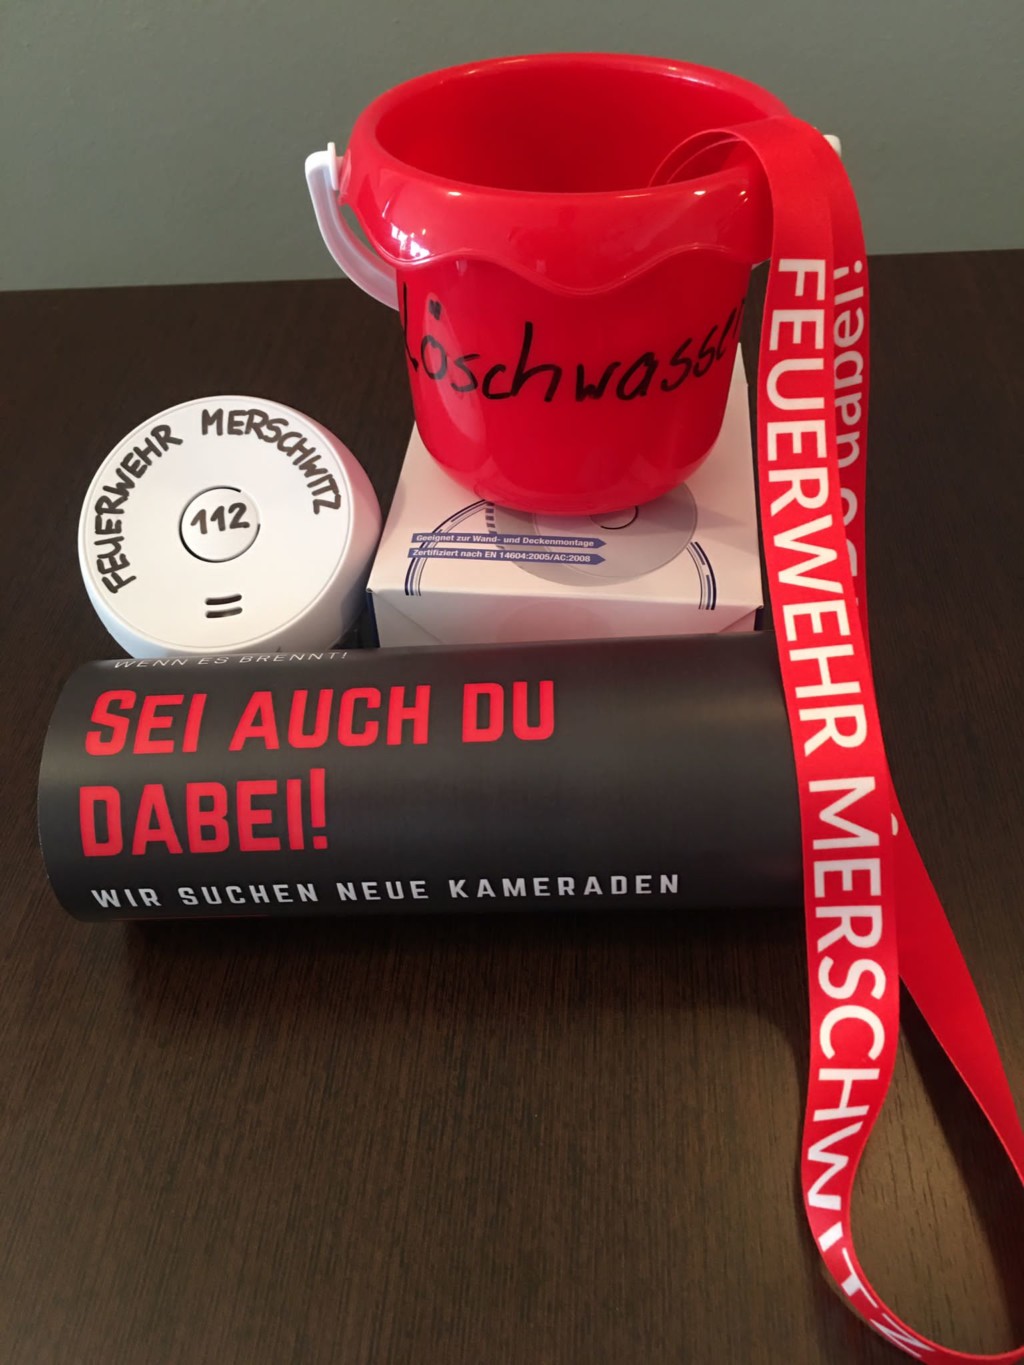 Löschwasser
FEUERWEHR MERSCHWITZ
dabei!
FEUERWEHR MERSCHWITZ
112
Geeignet zur Wand- und Deckenmontage
Zertifiziert nach EN 14604:2005/AC:2008
WENN ES BRENNT!
SEI AUCH DU
DABEI!
WIR SUCHEN NEUE KAMERADEN